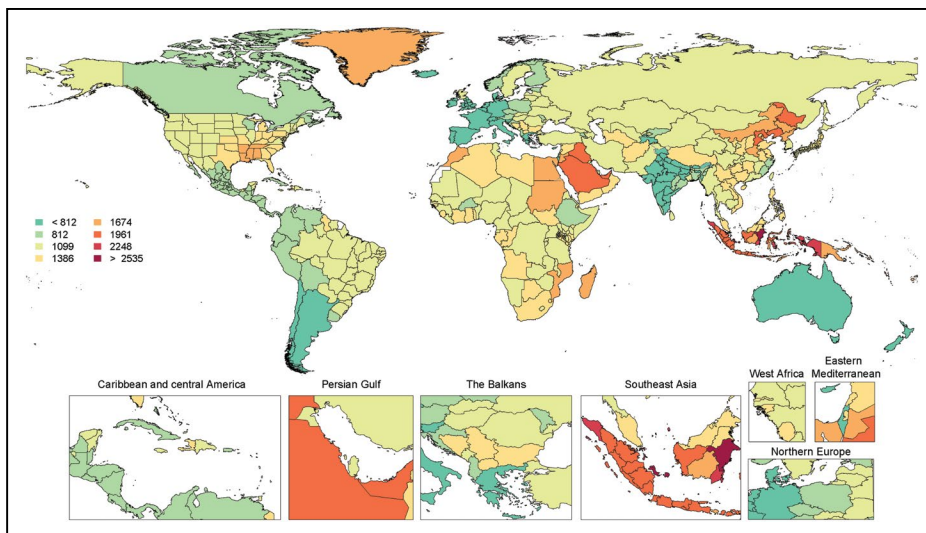 < 812
812
1099
1386
1674
1961
2248
> 2535
Caribbean and central America
Persian Gulf
The Balkans
Southeast Asia
West Africa
Eastern
Mediterranean
Northern Europe